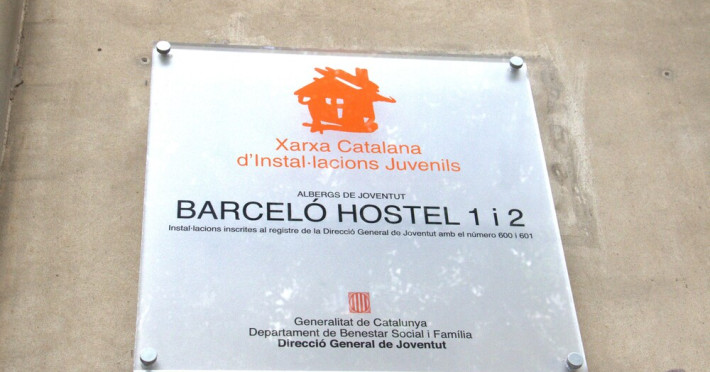 Xarxa Catalana
d'Instal·lacions Juvenils
ALBERGS DE JOVENTUT
BARCELÓ HOSTEL 1 i 2
Instal·lacions inscrites al registre de la Direcció General de Joventut amb el número 600 i 601
Generalitat de Catalunya
Departament de Benestar Social i Família
Direcció General de Joventut